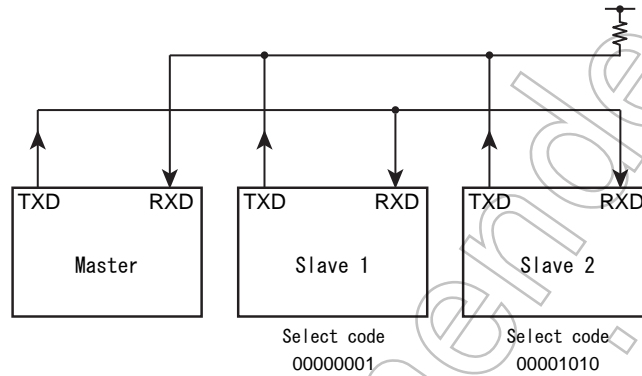 TXD RXD TXD RXD TXD RXD
Master Slave 1 Slave 2
Select code Select code
00000001 00001010